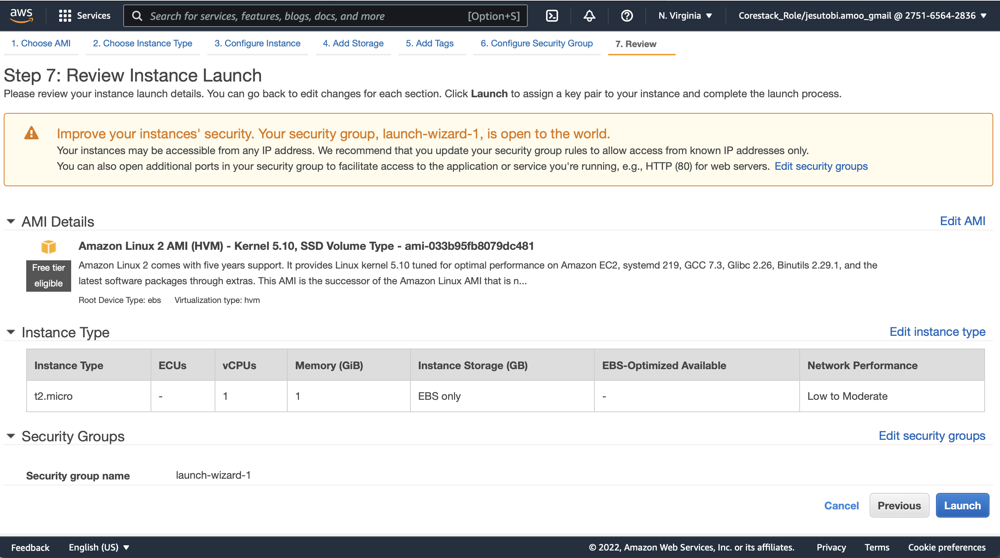 aws Services Search for services, features, blogs, docs, and more [Option+S] N. Virginia Corestack_Role/jesutobi.amoo_gmail @ 2751-6564-2836
1. Choose AMI 2. Choose Instance Type 3. Configure Instance 4. Add Storage 5. Add Tags 6. Configure Security Group 7. Review
Step 7: Review Instance Launch
Please review your instance launch details. You can go back to edit changes for each section. Click Launch to assign a key pair to your instance and complete the launch process.
Improve your instances' security. Your security group, launch-wizard-1, is open to the world.
Your instances may be accessible from any IP address. We recommend that you update your security group rules to allow access from known IP addresses only.
You can also open additional ports in your security group to facilitate access to the application or service you're running, e.g., HTTP (80) for web servers. Edit security groups
AMI Details Edit AMI
Amazon Linux 2 AMI (HVM) - Kernel 5.10, SSD Volume Type - ami-033b95fb8079dc481
Free tier
eligible
Amazon Linux 2 comes with five years support. It provides Linux kernel 5.10 tuned for optimal performance on Amazon EC2, systemd 219, GCC 7.3, Glibc 2.26, Binutils 2.29.1, and the
latest software packages through extras. This AMI is the successor of the Amazon Linux AMI that is n...
Root Device Type: ebs Virtualization type: hvm
Instance Type Edit instance type
Instance Type ECUs vCPUs Memory (GiB) Instance Storage (GB) EBS-Optimized Available Network Performance
t2.micro - 1 1 EBS only - Low to Moderate
Security Groups Edit security groups
Security group name launch-wizard-1
Cancel Previous Launch
Feedback English (US) © 2022, Amazon Web Services, Inc. or its affiliates. Privacy Terms Cookie preferences